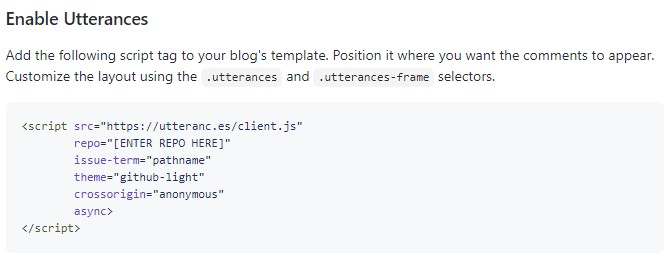 Enable Utterances
Add the following script tag to your blog's template. Position it where you want the comments to appear.
Customize the layout using the .utterances and .utterances-frame selectors.
<script src="https://utteranc.es/client.js"
        repo="[ENTER REPO HERE]"
        issue-term="pathname"
        theme="github-light"
        crossorigin="anonymous"
        async>
</script>